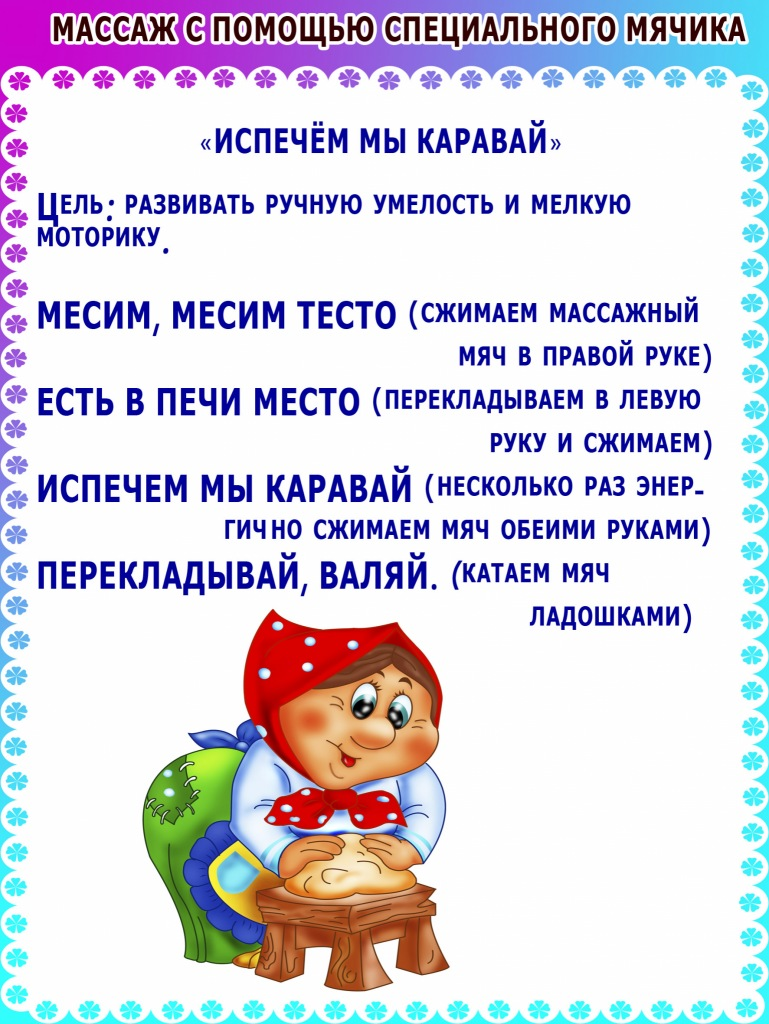 МАССАЖ С ПОМОЩЬЮ СПЕЦИАЛЬНОГО МЯЧИКА
«ИСПЕЧЁМ МЫ КАРАВАЙ»
ЦЕЛЬ: РАЗВИВАТЬ РУЧНУЮ УМЕЛОСТЬ И МЕЛКУЮ
МОТОРИКУ.
МЕСИМ, МЕСИМ ТЕСТО (СЖИМАЕМ МАССАЖНЫЙ
МЯЧ В ПРАВОЙ РУКЕ)
ЕСТЬ В ПЕЧИ МЕСТО (ПЕРЕКЛАДЫВАЕМ В ЛЕВУЮ
РУКУ И СЖИМАЕМ)
ИСПЕЧЕМ МЫ КАРАВАЙ (НЕСКОЛЬКО РАЗ ЭНЕР-
ГИЧНО СЖИМАЕМ МЯЧ ОБЕИМИ РУКАМИ)
ПЕРЕКЛАДЫВАЙ, ВАЛЯЙ. (КАТАЕМ МЯЧ
ЛАДОШКАМИ)